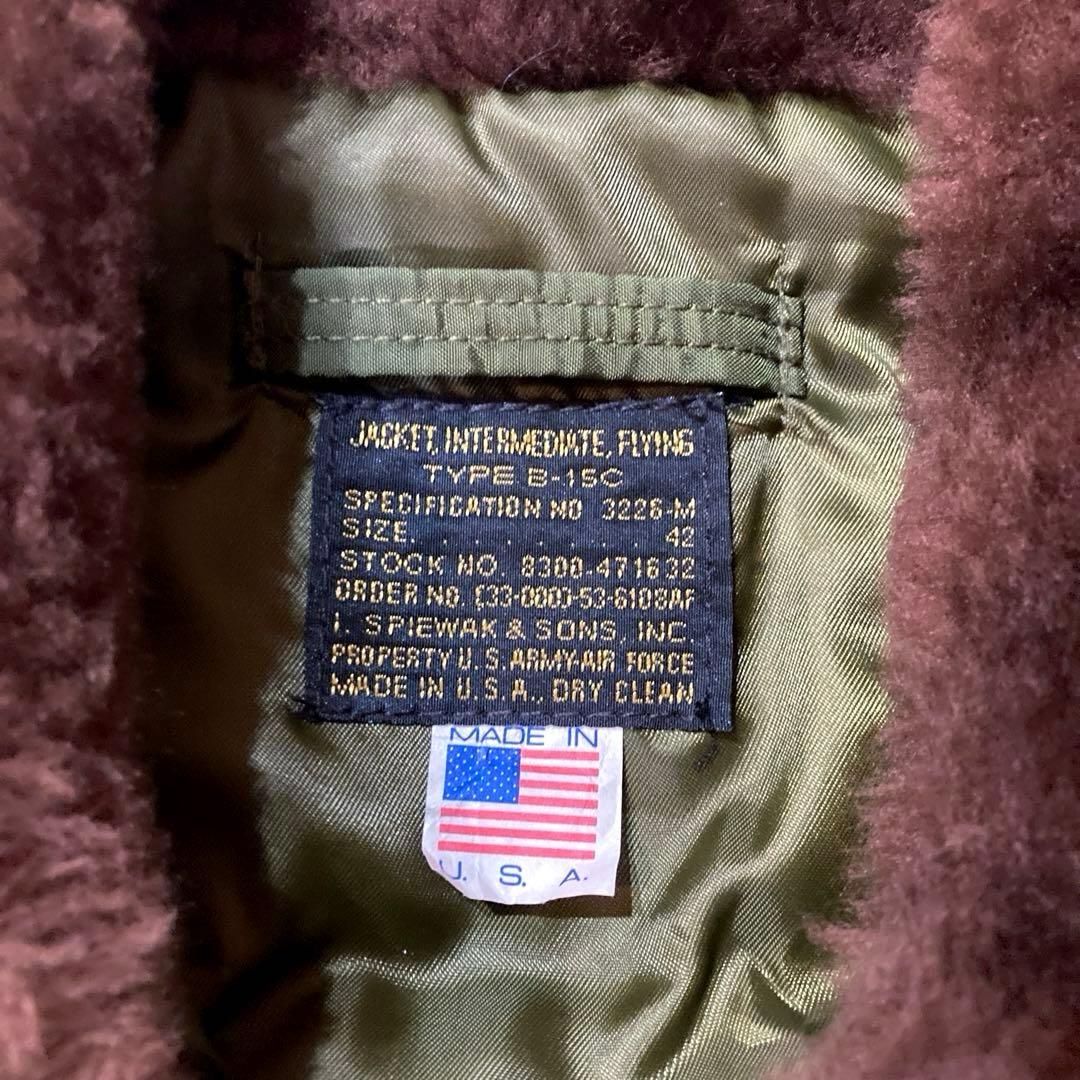 JACKET, INTERMEDIATE, FLYING
TYPE B-15C
SPECIFICATION NO 3226-M
SIZE. . . . . . . . . . 42
STOCK NO. 8300-471632
ORDER NO. (33-000)-53-6108AF
I. SPIEWAK & SONS, INC.
PROPERTY U.S. ARMY-AIR FORCE
MADE IN U.S.A., DRY CLEAN
MADE IN
U. S. A.